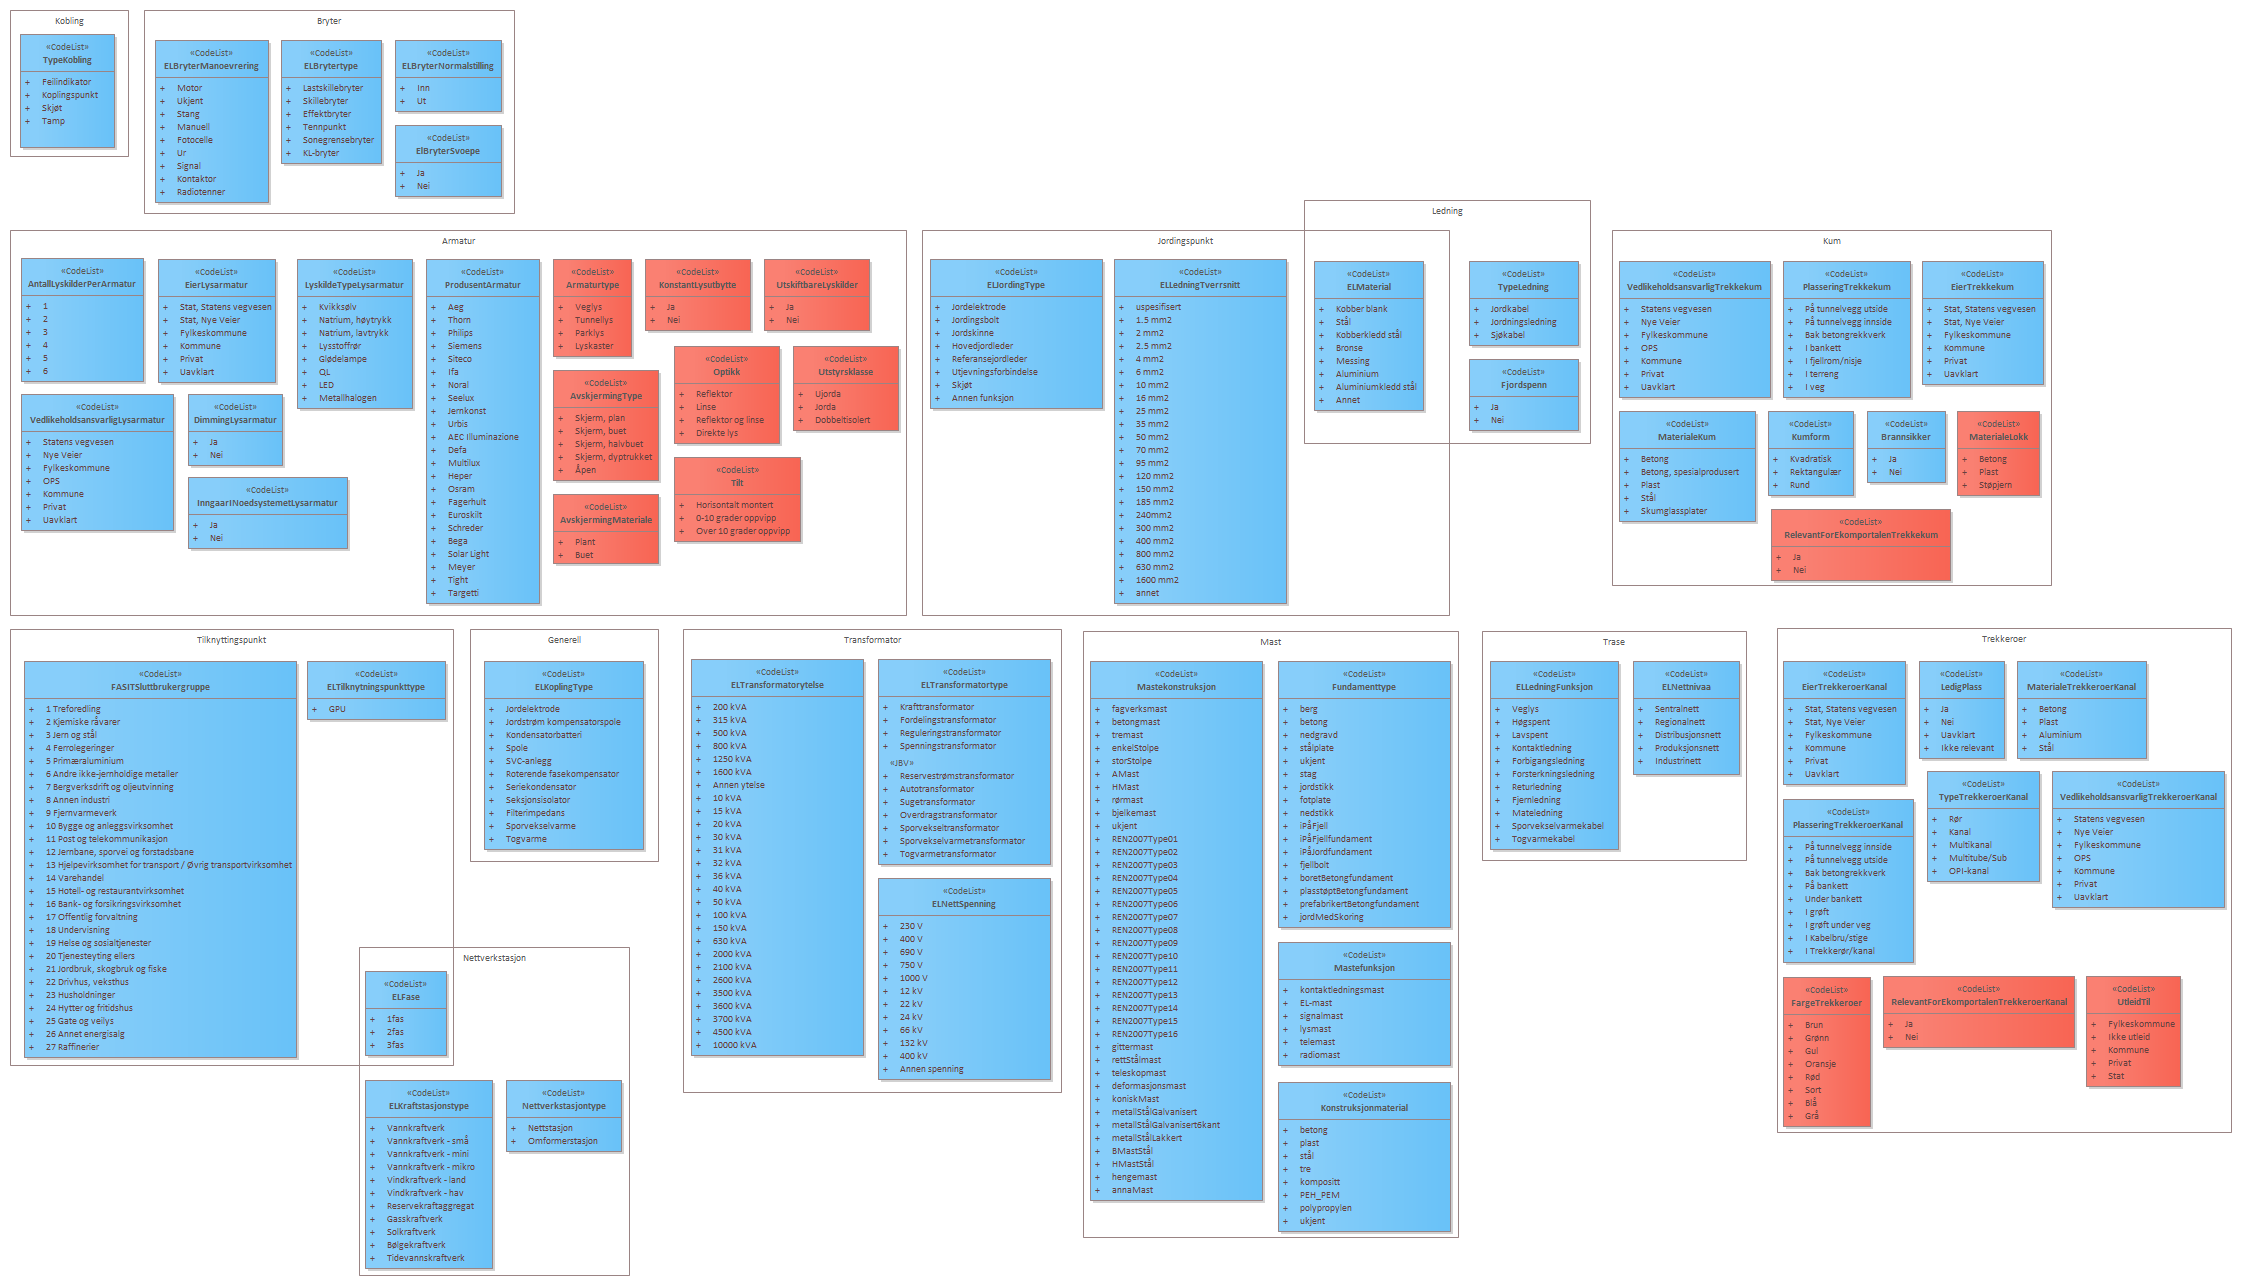 Kobling
«CodeList»
TypeKobling
+ Feilindikator
+ Koplingspunkt
+ Skjøt
+ Tamp
Bryter
«CodeList»
ELBryterManoevrering
+ Motor
+ Ukjent
+ Stang
+ Manuell
+ Fotocelle
+ Ur
+ Signal
+ Kontaktor
+ Radiotenner
«CodeList»
ELBrytertype
+ Lastskillebryter
+ Skillebryter
+ Effektbryter
+ Tennpunkt
+ Sonegrensebryter
+ KL-bryter
«CodeList»
ELBryterNormalstilling
+ Inn
+ Ut
«CodeList»
ElBryterSvoepe
+ Ja
+ Nei
Armatur
«CodeList»
AntallLyskilderPerArmatur
+ 1
+ 2
+ 3
+ 4
+ 5
+ 6
«CodeList»
EierLysarmatur
+ Stat, Statens vegvesen
+ Stat, Nye Veier
+ Fylkeskommune
+ Kommune
+ Privat
+ Uavklart
«CodeList»
LyskildeTypeLysarmatur
+ Kvikksølv
+ Natrium, høytrykk
+ Natrium, lavtrykk
+ Lysstoffrør
+ Glødelampe
+ QL
+ LED
+ Metallhalogen
«CodeList»
ProdusentArmatur
+ Aeg
+ Thorn
+ Philips
+ Siemens
+ Siteco
+ Ifa
+ Noral
+ Seelux
+ Jernkonst
+ Urbis
+ AEC Illuminazione
+ Defa
+ Multilux
+ Heper
+ Osram
+ Fagerhult
+ Euroskilt
+ Schreder
+ Bega
+ Solar Light
+ Meyer
+ Tight
+ Targetti
«CodeList»
Armaturtype
+ Veglys
+ Tunnellys
+ Parklys
+ Lyskaster
«CodeList»
KonstantLysutbytte
+ Ja
+ Nei
«CodeList»
UtskiftbareLyskilder
+ Ja
+ Nei
«CodeList»
VedlikeholdsansvarligLysarmatur
+ Statens vegvesen
+ Nye Veier
+ Fylkeskommune
+ OPS
+ Kommune
+ Privat
+ Uavklart
«CodeList»
DimmingLysarmatur
+ Ja
+ Nei
«CodeList»
InngaarINoedsystemetLysarmatur
+ Ja
+ Nei
«CodeList»
AvskjermingType
+ Skjerm, plan
+ Skjerm, buet
+ Skjerm, halvbuet
+ Skjerm, dyptrukket
+ Åpen
«CodeList»
AvskjermingMateriale
+ Plant
+ Buet
«CodeList»
Optikk
+ Reflektor
+ Linse
+ Reflektor og linse
+ Direkte lys
«CodeList»
Utstyrsklasse
+ Ujorda
+ Jorda
+ Dobbeltisolert
«CodeList»
Tilt
+ Horisontalt montert
+ 0-10 grader oppvipp
+ Over 10 grader oppvipp
Jordingspunkt
«CodeList»
ELJordingType
+ Jordelektrode
+ Jordingsbolt
+ Jordskinne
+ Hovedjordleder
+ Referansejordleder
+ Utjevningsforbindelse
+ Skjøt
+ Annen funksjon
«CodeList»
ELLedningTverrsnitt
+ uspesifisert
+ 1.5 mm2
+ 2 mm2
+ 2.5 mm2
+ 4 mm2
+ 6 mm2
+ 10 mm2
+ 16 mm2
+ 25 mm2
+ 35 mm2
+ 50 mm2
+ 70 mm2
+ 95 mm2
+ 120 mm2
+ 150 mm2
+ 185 mm2
+ 240mm2
+ 300 mm2
+ 400 mm2
+ 800 mm2
+ 630 mm2
+ 1600 mm2
+ annet
Ledning
«CodeList»
ELMaterial
+ Kobber blank
+ Stål
+ Kobberkledd stål
+ Bronse
+ Messing
+ Aluminium
+ Aluminiumkledd stål
+ Annet
«CodeList»
TypeLedning
+ Jordkabel
+ Jordningsledning
+ Sjøkabel
«CodeList»
Fjordspenn
+ Ja
+ Nei
Kum
«CodeList»
VedlikeholdsansvarligTrekkekum
+ Statens vegvesen
+ Nye Veier
+ Fylkeskommune
+ OPS
+ Kommune
+ Privat
+ Uavklart
«CodeList»
PlasseringTrekkekum
+ På tunnelvegg utside
+ På tunnelvegg innside
+ Bak betongrekkverk
+ I bankett
+ I fjellrom/nisje
+ I terreng
+ I veg
«CodeList»
EierTrekkekum
+ Stat, Statens vegvesen
+ Stat, Nye Veier
+ Fylkeskommune
+ Kommune
+ Privat
+ Uavklart
«CodeList»
MaterialeKum
+ Betong
+ Betong, spesialprodusert
+ Plast
+ Stål
+ Skumglassplater
«CodeList»
Kumform
+ Kvadratisk
+ Rektangulær
+ Rund
«CodeList»
Brannsikker
+ Ja
+ Nei
«CodeList»
MaterialeLokk
+ Betong
+ Plast
+ Støpjern
«CodeList»
RelevantForEkomportalenTrekkekum
+ Ja
+ Nei
Tilknyttingspunkt
«CodeList»
FASITSluttbrukergruppe
+ 1 Treforedling
+ 2 Kjemiske råvarer
+ 3 Jern og stål
+ 4 Ferrolegeringer
+ 5 Primæraluminium
+ 6 Andre ikke-jernholdige metaller
+ 7 Bergverksdrift og oljeutvinning
+ 8 Annen industri
+ 9 Fjernvarmeverk
+ 10 Bygge og anleggsvirksomhet
+ 11 Post og telekommunikasjon
+ 12 Jernbane, sporvei og forstadsbane
+ 13 Hjelpevirksomhet for transport / Øvrig transportvirksomhet
+ 14 Varehandel
+ 15 Hotell- og restaurantvirksomhet
+ 16 Bank- og forsikringsvirksomhet
+ 17 Offentlig forvaltning
+ 18 Undervisning
+ 19 Helse og sosialtjenester
+ 20 Tjenesteyting ellers
+ 21 Jordbruk, skogbruk og fiske
+ 22 Drivhus, veksthus
+ 23 Husholdninger
+ 24 Hytter og fritidshus
+ 25 Gate og veilys
+ 26 Annet energisalg
+ 27 Raffinerier
«CodeList»
ELTilknytningspunkttype
+ GPU
Nettverkstasjon
«CodeList»
ELFase
+ 1fas
+ 2fas
+ 3fas
«CodeList»
ELKraftstasjonstype
+ Vannkraftverk
+ Vannkraftverk - små
+ Vannkraftverk - mini
+ Vannkraftverk - mikro
+ Vindkraftverk - land
+ Vindkraftverk - hav
+ Reservekraftaggregat
+ Gasskraftverk
+ Solkraftverk
+ Bølgekraftverk
+ Tidevannskraftverk
«CodeList»
Nettverkstasjontype
+ Nettstasjon
+ Omformerstasjon
Generell
«CodeList»
ELKoplingType
+ Jordelektrode
+ Jordstrøm kompensatorspole
+ Kondensatorbatteri
+ Spole
+ SVC-anlegg
+ Roterende fasekompensator
+ Seriekondensator
+ Seksjonsisolator
+ Filterimpedans
+ Sporvekselvarme
+ Togvarme
Transformator
«CodeList»
ELTransformatorytelse
+ 200 kVA
+ 315 kVA
+ 500 kVA
+ 800 kVA
+ 1250 kVA
+ 1600 kVA
+ Annen ytelse
+ 10 kVA
+ 15 kVA
+ 20 kVA
+ 30 kVA
+ 31 kVA
+ 32 kVA
+ 36 kVA
+ 40 kVA
+ 50 kVA
+ 100 kVA
+ 150 kVA
+ 630 kVA
+ 2000 kVA
+ 2100 kVA
+ 2600 kVA
+ 3500 kVA
+ 3600 kVA
+ 3700 kVA
+ 4500 kVA
+ 10000 kVA
«CodeList»
ELTransformatortype
+ Krafttransformator
+ Fordelingstransformator
+ Reguleringstransformator
+ Spenningstransformator
«JBV»
+ Reservestrømstransformator
+ Autotransformator
+ Sugetransformator
+ Overdragstransformator
+ Sporvekseltransformator
+ Sporvekselvarmetransformator
+ Togvarmetransformator
«CodeList»
ELNettSpenning
+ 230 V
+ 400 V
+ 690 V
+ 750 V
+ 1000 V
+ 12 kV
+ 22 kV
+ 24 kV
+ 66 kV
+ 132 kV
+ 400 kV
+ Annen spenning
Mast
«CodeList»
Mastekonstruksjon
+ fagverksmast
+ betongmast
+ tremast
+ enkelStolpe
+ storStolpe
+ AMast
+ HMast
+ rørmast
+ bjelkemast
+ ukjent
+ REN2007Type01
+ REN2007Type02
+ REN2007Type03
+ REN2007Type04
+ REN2007Type05
+ REN2007Type06
+ REN2007Type07
+ REN2007Type08
+ REN2007Type09
+ REN2007Type10
+ REN2007Type11
+ REN2007Type12
+ REN2007Type13
+ REN2007Type14
+ REN2007Type15
+ REN2007Type16
+ gittermast
+ rettStålmast
+ teleskopmast
+ deformasjonsmast
+ koniskMast
+ metallStålGalvanisert
+ metallStålGalvanisert6kant
+ metallStålLakkert
+ BMastStål
+ HMastStål
+ hengemast
+ annaMast
«CodeList»
Fundamenttype
+ berg
+ betong
+ nedgravd
+ stålplate
+ ukjent
+ stag
+ jordstikk
+ fotplate
+ nedstikk
+ iPåFjell
+ iPåFjellfundament
+ iPåJordfundament
+ fjellbolt
+ boretBetongfundament
+ plasstøptBetongfundament
+ prefabrikertBetongfundament
+ jordMedSkoring
«CodeList»
Mastefunksjon
+ kontaktledningsmast
+ EL-mast
+ signalmast
+ lysmast
+ telemast
+ radiomast
«CodeList»
Konstruksjonmaterial
+ betong
+ plast
+ stål
+ tre
+ kompositt
+ PEH_PEM
+ polypropylen
+ ukjent
Trase
«CodeList»
ELLedningFunksjon
+ Veglys
+ Høgspent
+ Lavspent
+ Kontaktledning
+ Forbigangsledning
+ Forsterkningsledning
+ Returledning
+ Fjernledning
+ Mateledning
+ Sporvekselvarmekabel
+ Togvarmekabel
«CodeList»
ELNettnivaa
+ Sentralnett
+ Regionalnett
+ Distribusjonsnett
+ Produksjonsnett
+ Industrinett
Trekkeroer
«CodeList»
EierTrekkeroerKanal
+ Stat, Statens vegvesen
+ Stat, Nye Veier
+ Fylkeskommune
+ Kommune
+ Privat
+ Uavklart
«CodeList»
LedigPlass
+ Ja
+ Nei
+ Uavklart
+ Ikke relevant
«CodeList»
MaterialeTrekkeroerKanal
+ Betong
+ Plast
+ Aluminium
+ Stål
«CodeList»
PlasseringTrekkeroerKanal
+ På tunnelvegg innside
+ På tunnelvegg utside
+ Bak betongrekkverk
+ På bankett
+ Under bankett
+ I grøft
+ I grøft under veg
+ I Kabelbru/stige
+ I Trekkerør/kanal
«CodeList»
TypeTrekkeroerKanal
+ Rør
+ Kanal
+ Multikanal
+ Multitube/Sub
+ OPI-kanal
«CodeList»
VedlikeholdsansvarligTrekkeroerKanal
+ Statens vegvesen
+ Nye Veier
+ Fylkeskommune
+ OPS
+ Kommune
+ Privat
+ Uavklart
«CodeList»
FargeTrekkeroer
+ Brun
+ Grønn
+ Gul
+ Oransje
+ Rød
+ Sort
+ Blå
+ Grå
«CodeList»
RelevantForEkomportalenTrekkeroerKanal
+ Ja
+ Nei
«CodeList»
UtleidTil
+ Fylkeskommune
+ Ikke utleid
+ Kommune
+ Privat
+ Stat